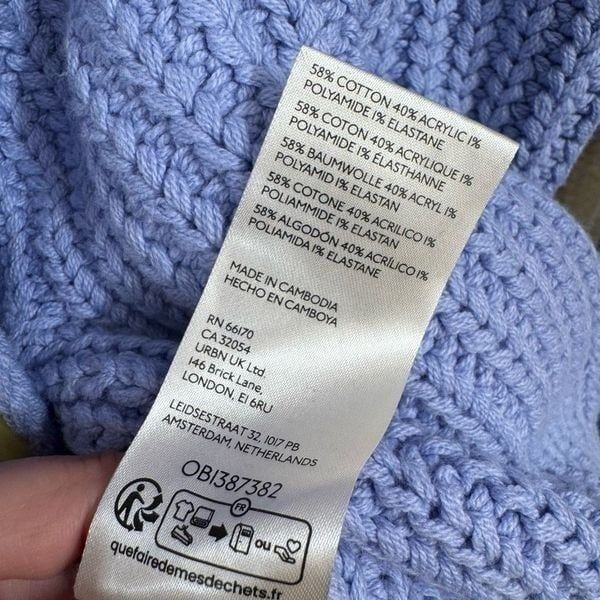 58% COTTON 40% ACRYLIC 1%
POLYAMIDE 1% ELASTANE
58% COTON 40% ACRYLIQUE 1%
POLYAMIDE 1% ELASTHANNE
58% BAUMWOLLE 40% ACRYL 1%
POLYAMID 1% ELASTAN
58% COTONE 40% ACRILICO 1%
POLIAMMIDE 1% ELASTAN
58% ALGODÓN 40% ACRÍLICO 1%
POLIAMIDA 1% ELASTANE
MADE IN CAMBODIA
HECHO EN CAMBOYA
RN 66170
CA 32054
URBN UK Ltd.
146 Brick Lane,
LONDON, E1 6RU
LEIDSESTRAAT 32, 1017 PB
AMSTERDAM, NETHERLANDS
OB1387382
FR
ou
quefairedemesdechets.fr